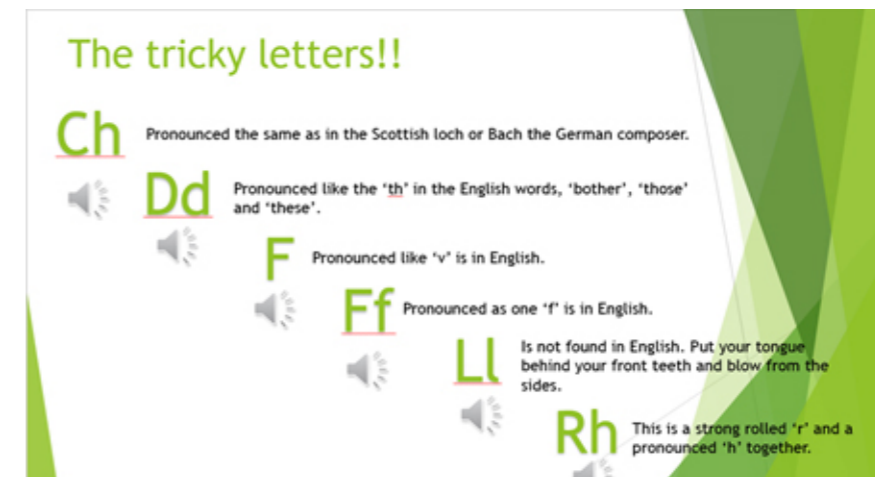 The tricky letters!!
Ch
Pronounced the same as in the Scottish loch or Bach the German composer.
Dd
Pronounced like the ‘th’ in the English words, ‘bother’, ‘those’
and ‘these’.
F
Pronounced like ‘v’ is in English.
Ff
Pronounced as one ‘f’ is in English.
Ll
Is not found in English. Put your tongue
behind your front teeth and blow from the
sides.
Rh
This is a strong rolled ‘r’ and a
pronounced ‘h’ together.